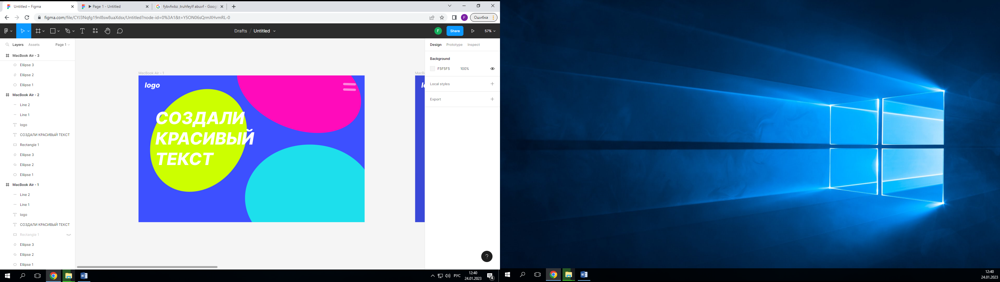 Untitled – Figma
Page 1 - Untitled
fybvfwbz ,truhfeylf abuvf - Goog
figma.com/file/CYJ3Nqfg19nI8sw8uaXdsx/Untitled?node-id=0%3A1&t=Y5ON06sQrmXHvmRL-0
F
Ошибка
Drafts / Untitled
F
Share
57%
Layers
Assets
Page 1
MacBook Air - 3
Ellipse 3
Ellipse 2
Ellipse 1
MacBook Air - 2
Line 2
Line 1
logo
СОЗДАЛИ КРАСИВЫЙ ТЕКСТ
Rectangle 1
Ellipse 3
Ellipse 2
Ellipse 1
MacBook Air - 1
Line 2
Line 1
logo
СОЗДАЛИ КРАСИВЫЙ ТЕКСТ
Rectangle 1
Ellipse 3
Ellipse 2
Ellipse 1
MacBook Air - 1
logo
СОЗДАЛИ
КРАСИВЫЙ
ТЕКСТ
Design
Prototype
Inspect
Background
F5F5F5
100%
Local styles
Export
?
РУС
12:40
24.01.2023
4
12:40
24.01.2023